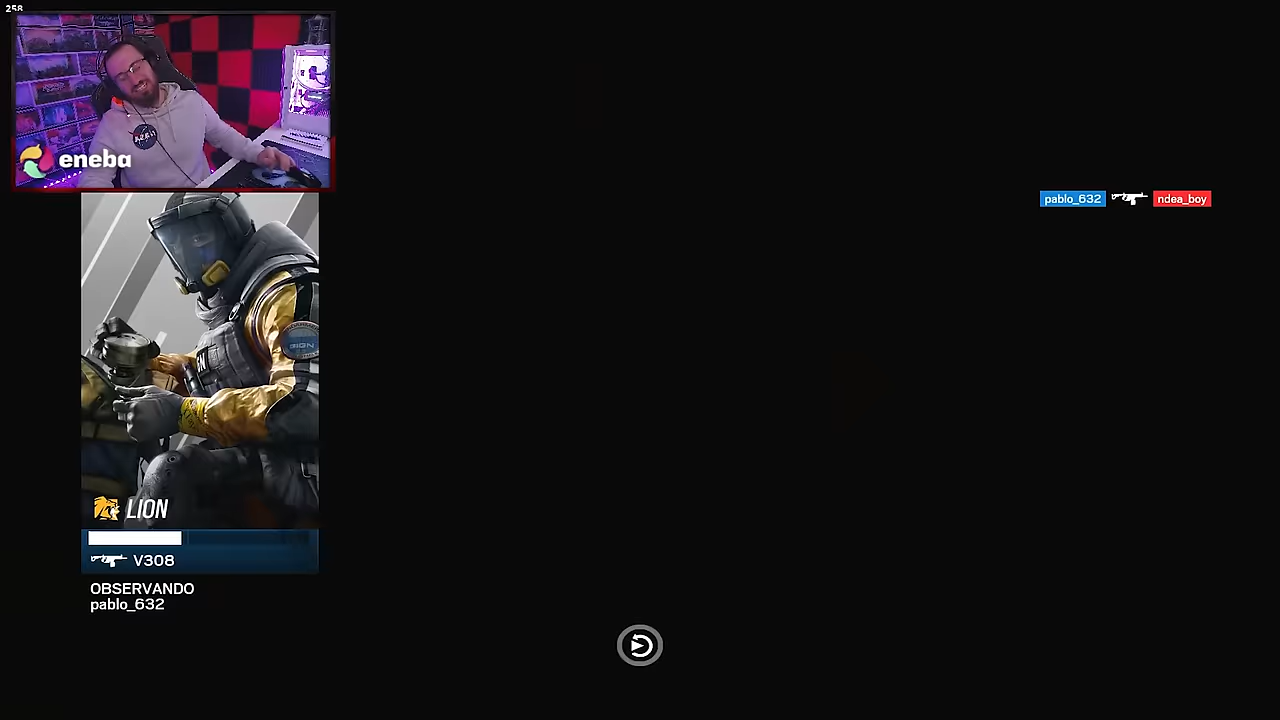 258
eneba
pablo_632 ndea_boy
LION
V308
OBSERVANDO
pablo_632